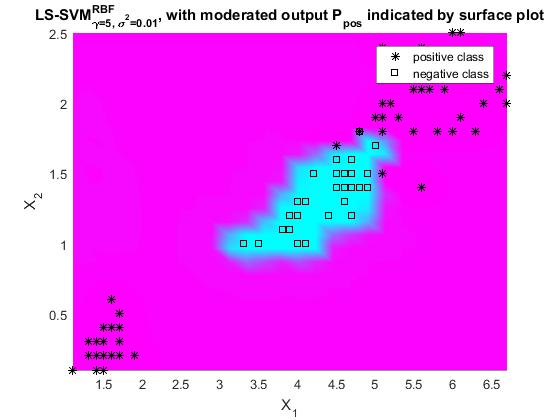 LS-SVM^RBF_γ=5, σ²=0.01, with moderated output P_pos indicated by surface plot
positive class
negative class
2.5
2
1.5
1
0.5
X_2
1.5 2 2.5 3 3.5 4 4.5 5 5.5 6 6.5
X_1